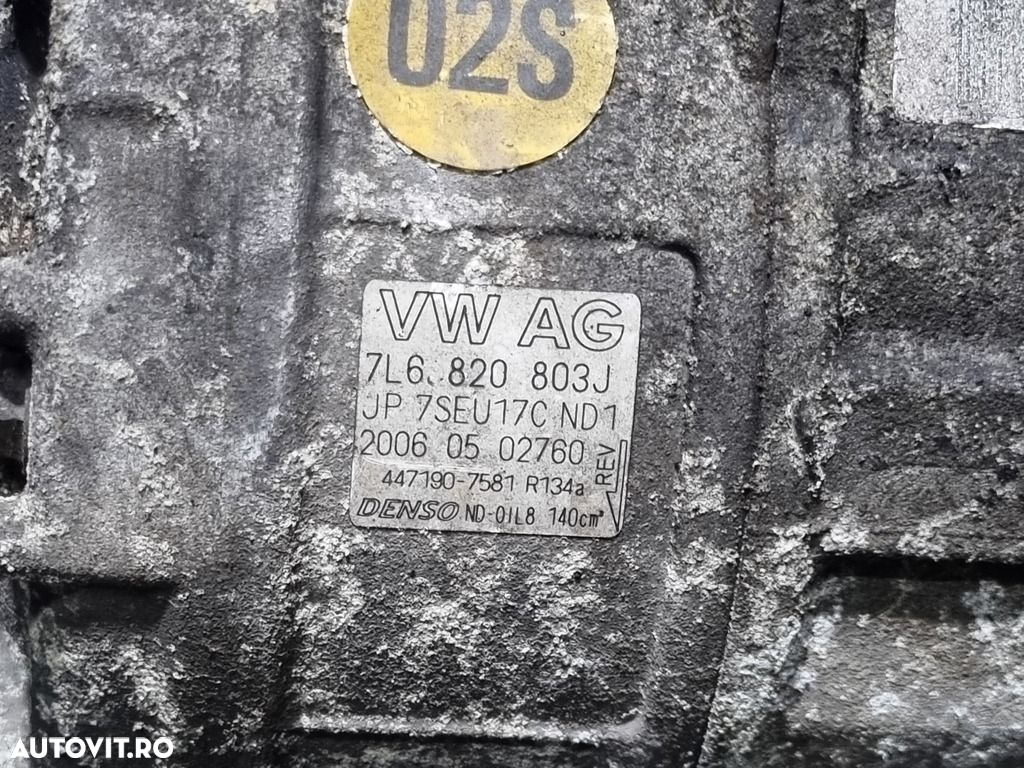 02S
VW AG
7L6. 820 803J
JP 7SEU17C ND1
2006 05 02760
REV
447190-7581 R134a
DENSO ND-OIL8 140cm³
AUTOVIT.RO